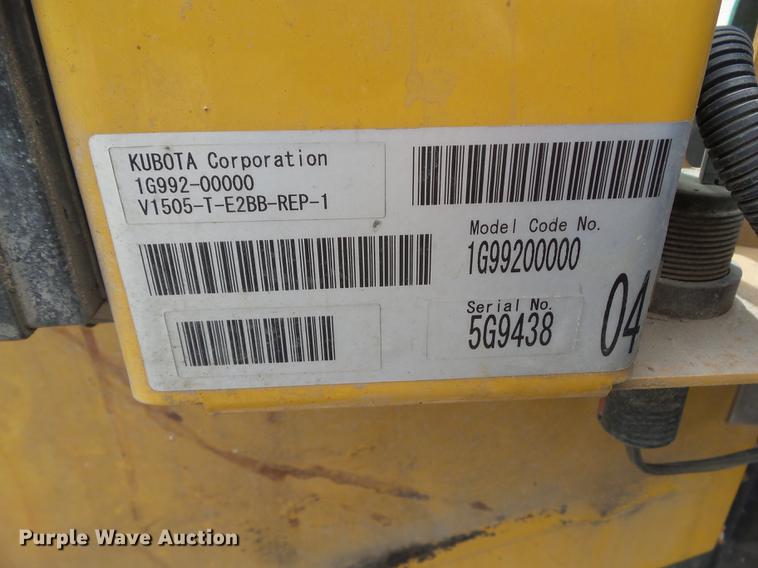 KUBOTA Corporation
1G992-00000
V1505-T-E2BB-REP-1
Model Code No.
1G99200000
Serial No.
5G9438
04
Purple Wave Auction